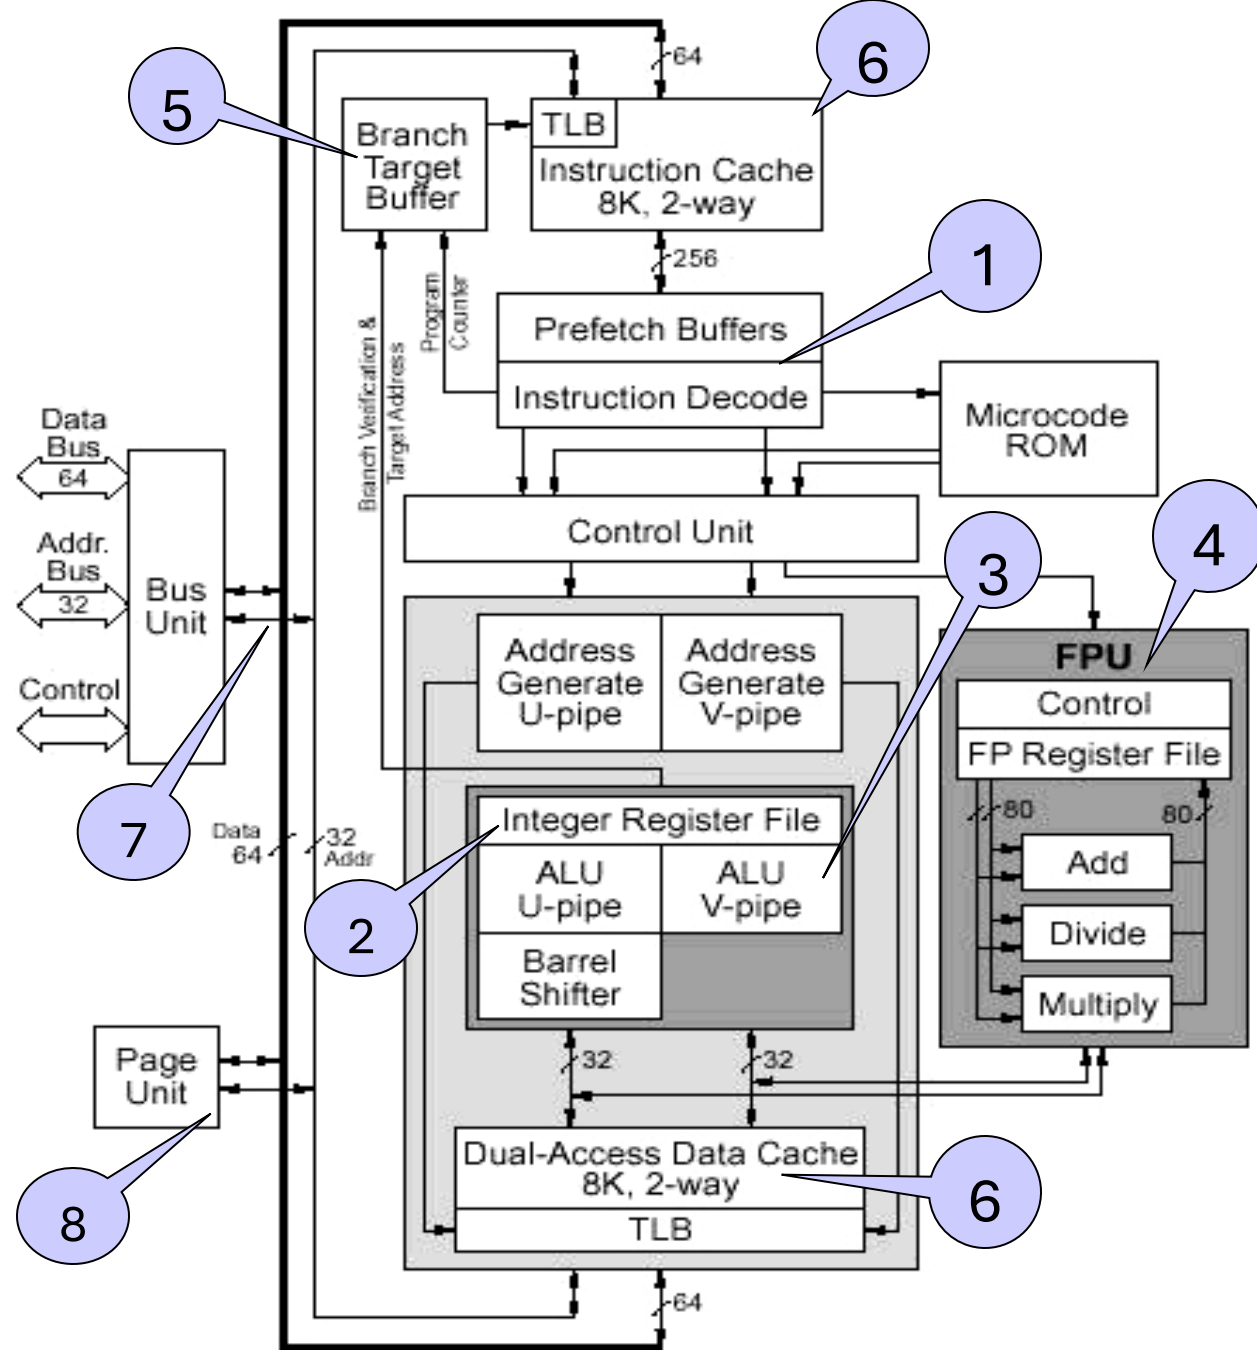 64
6
5
TLB
Branch
Target
Buffer
Instruction Cache
8K, 2-way
1
256
Program
Counter
Branch Verification &
Target Address
Prefetch Buffers
Instruction Decode
Microcode
ROM
Data
Bus
64
Addr.
Bus
32
Control
Bus
Unit
Control Unit
3
4
Address
Generate
U-pipe
Address
Generate
V-pipe
FPU
Control
FP Register File
80
80
Add
Divide
Multiply
7
Data
64
32
Addr
2
Integer Register File
ALU
U-pipe
ALU
V-pipe
Barrel
Shifter
32
32
Page
Unit
8
Dual-Access Data Cache
8K, 2-way
TLB
6
64